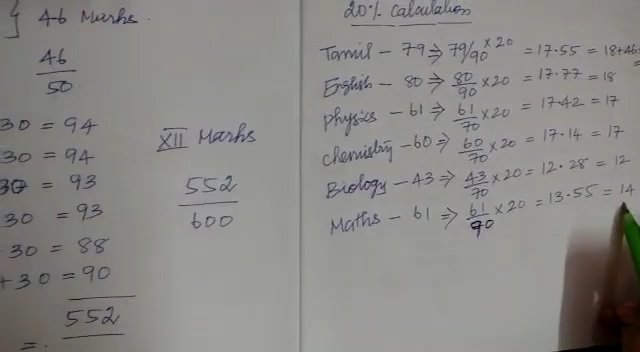 } 46 Marks.
46
50
30 = 94
30 = 94
30 = 93
30 = 93
+30 = 88
+30 = 90
552
=
XII Marks
552
600
20% Calculation
Tamil - 79 ⇒ 79/90 × 20 = 17.55 = 18+46
English - 80 ⇒ 80/90 × 20 = 17.77 = 18
Physics - 61 ⇒ 61/70 × 20 = 17.42 = 17
Chemistry - 60 ⇒ 60/70 × 20 = 17.14 = 17
Biology - 43 ⇒ 43/70 × 20 = 12.28 = 12
Maths - 61 ⇒ 61/90 × 20 = 13.55 = 14